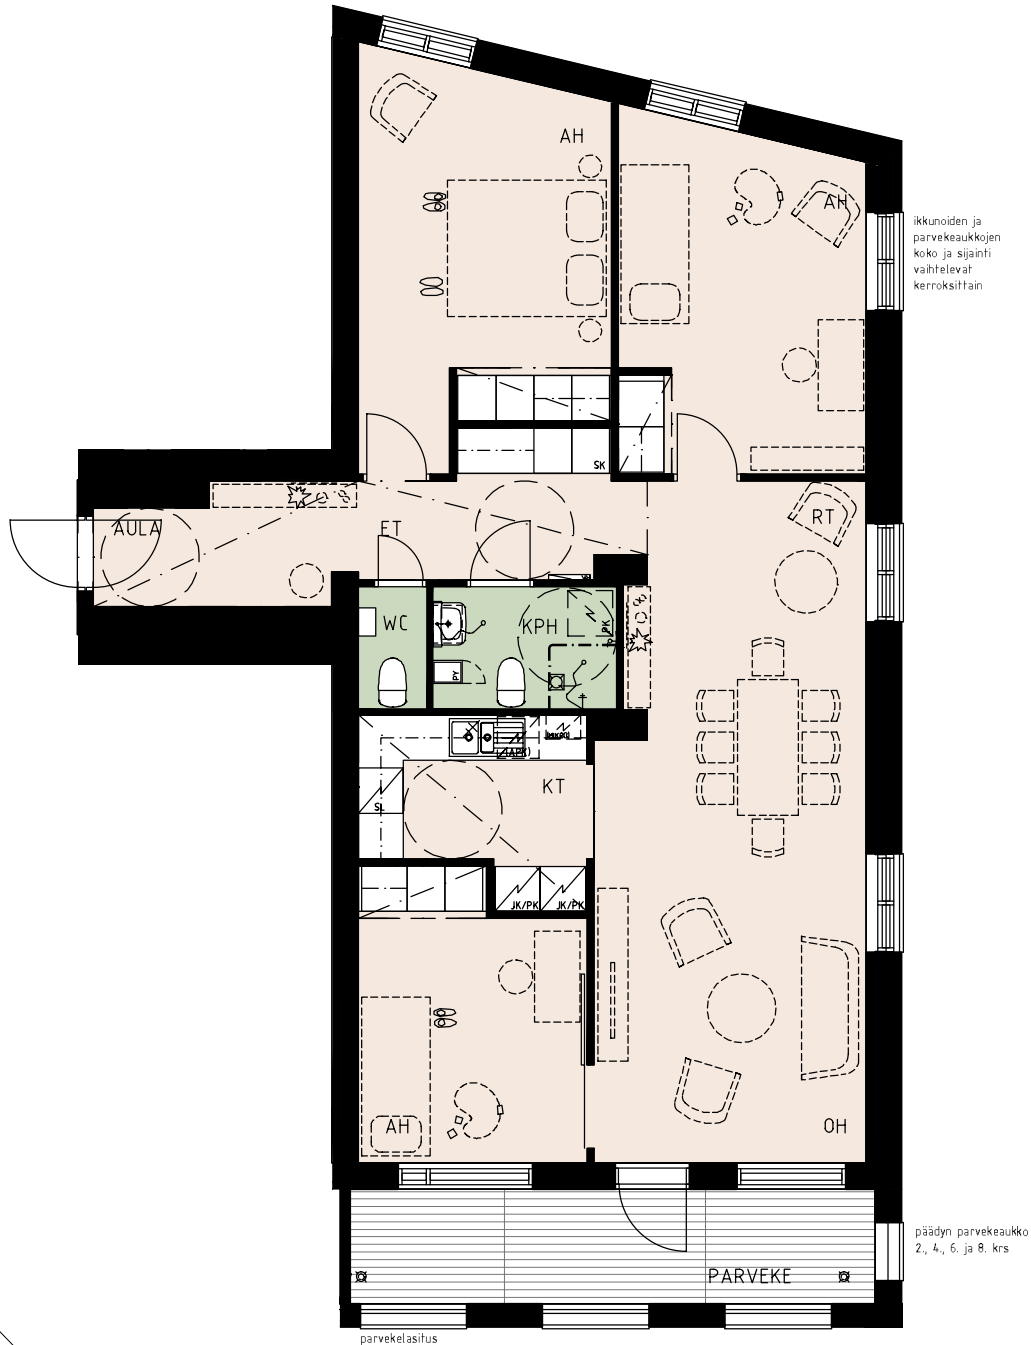 AH
AH
ikkunoiden ja
parvekeaukkojen
koko ja sijainti
vaihtelevat
kerroksittain
SK
AULA
ET
RT
WC
KPH
PK
PY
(APK)
KT
SL
JK/PK
JK/PK
AH
OH
päädyn parvekeaukko
2., 4., 6. ja 8. krs
PARVEKE
parvekelasitus